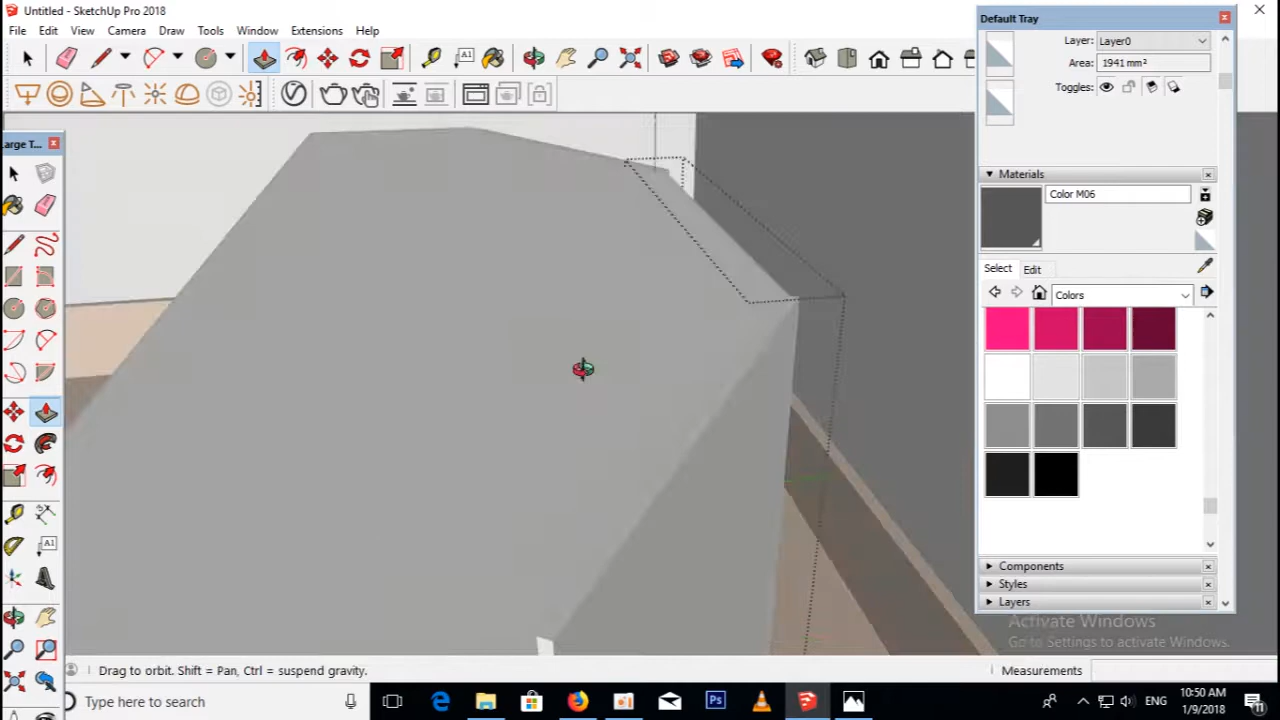 Untitled - SketchUp Pro 2018
File Edit View Camera Draw Tools Window Extensions Help
Default Tray
Layer: Layer0
Area: 1941 mm²
Toggles:
Large T...
Materials
Color M06
Select Edit
Colors
Components
Styles
Layers
Activate Windows
Go to Settings to activate Windows.
Drag to orbit. Shift = Pan, Ctrl = suspend gravity.
Measurements
Type here to search
ENG
10:50 AM
1/9/2018